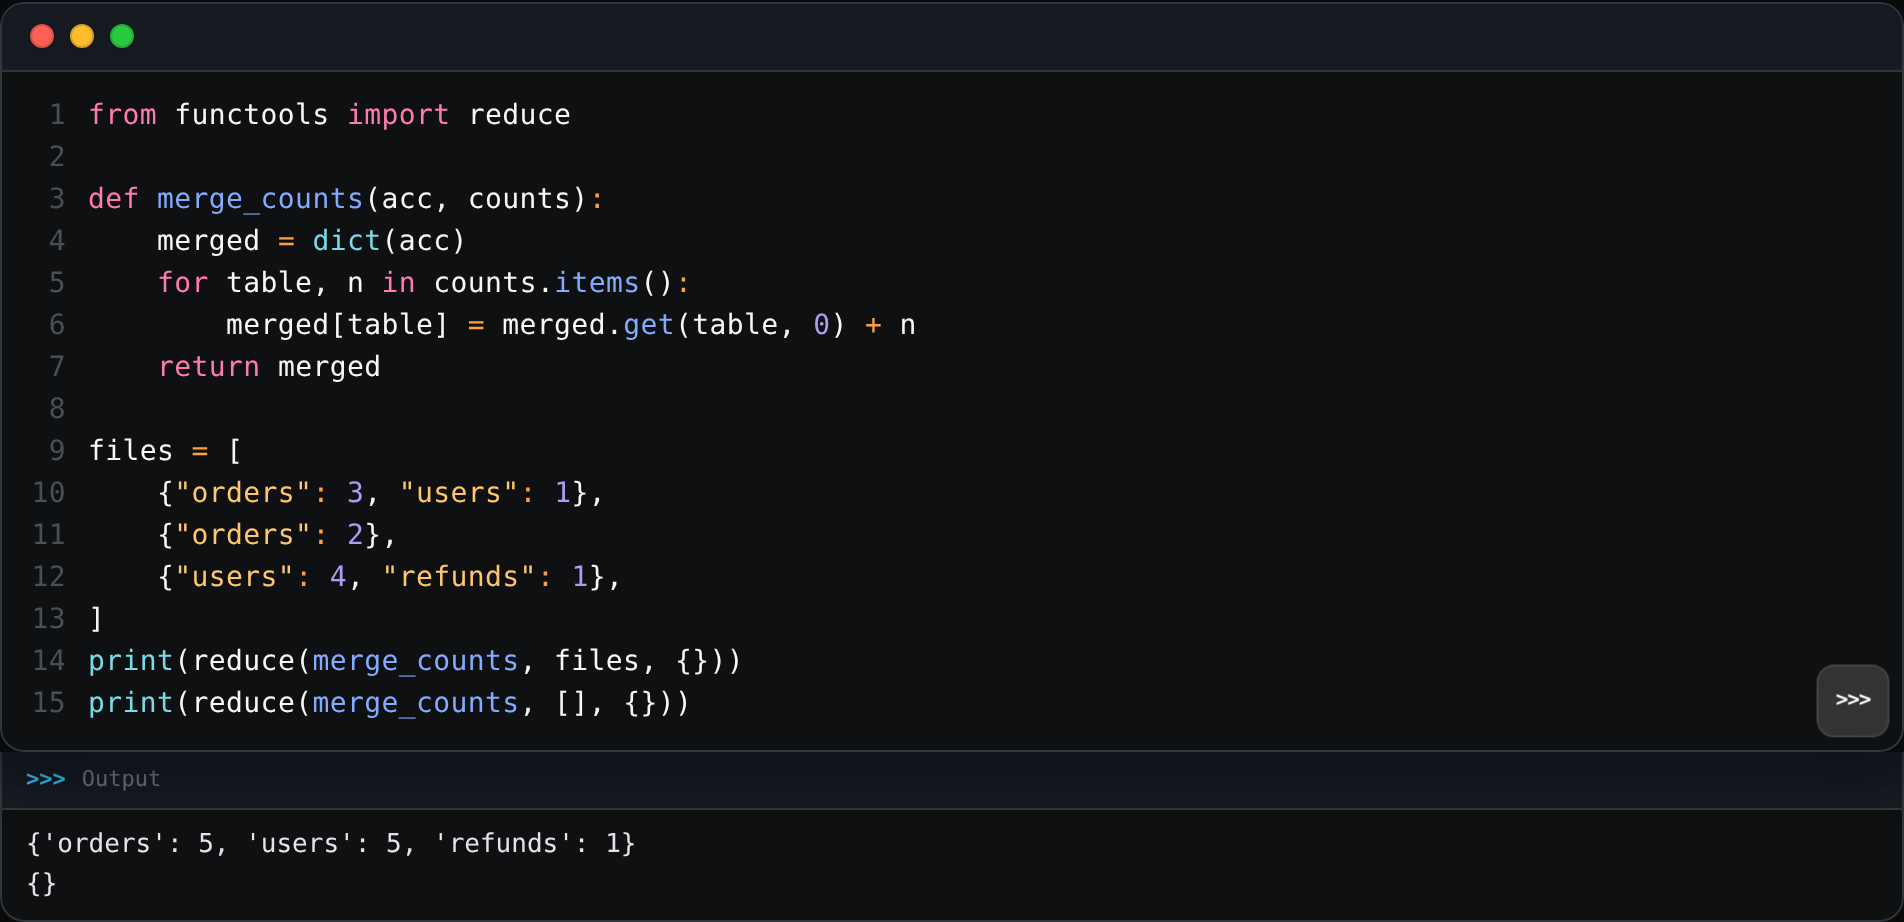 1 from functools import reduce
2
3 def merge_counts(acc, counts):
4     merged = dict(acc)
5     for table, n in counts.items():
6         merged[table] = merged.get(table, 0) + n
7     return merged
8
9 files = [
10     {"orders": 3, "users": 1},
11     {"orders": 2},
12     {"users": 4, "refunds": 1},
13 ]
14 print(reduce(merge_counts, files, {}))
15 print(reduce(merge_counts, [], {}))
>>>
>>> Output
{'orders': 5, 'users': 5, 'refunds': 1}
{}